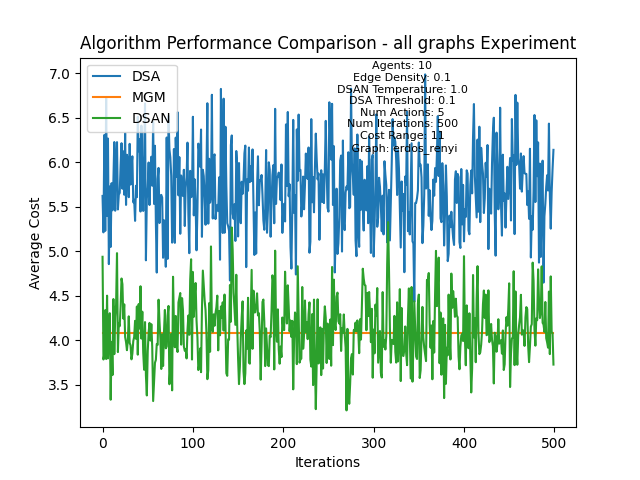 Algorithm Performance Comparison - all graphs Experiment
7.0
6.5
6.0
5.5
5.0
4.5
4.0
3.5
Average Cost
DSA
MGM
DSAN
Agents: 10
Edge Density: 0.1
DSAN Temperature: 1.0
DSA Threshold: 0.1
Num Actions: 5
Num Iterations: 500
Cost Range: 11
Graph: erdos_renyi
0 100 200 300 400 500
Iterations